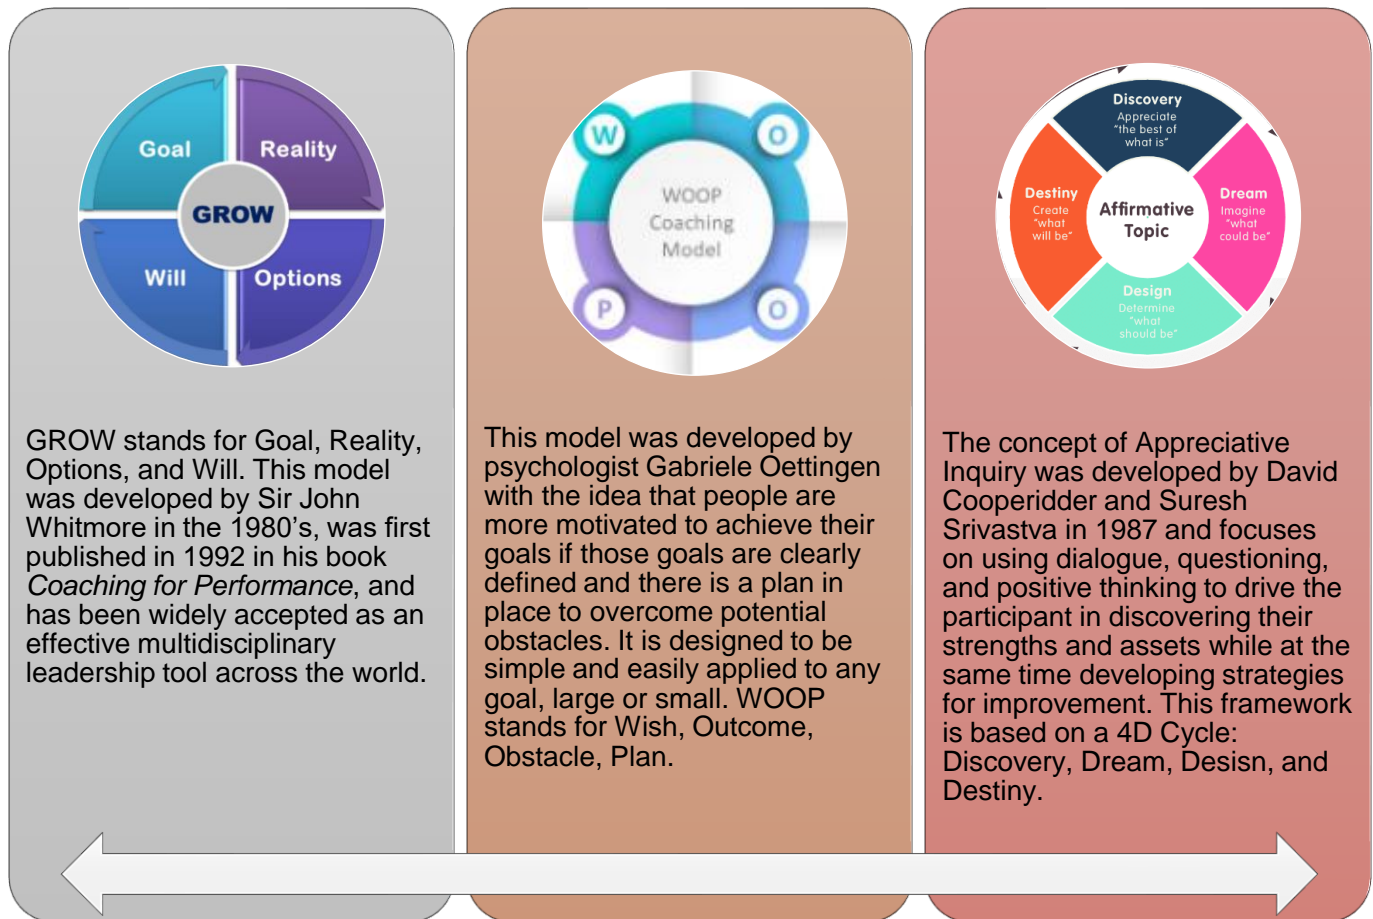 Goal
Reality
GROW
Will
Options
GROW stands for Goal, Reality,
Options, and Will. This model
was developed by Sir John
Whitmore in the 1980’s, was first
published in 1992 in his book
Coaching for Performance, and
has been widely accepted as an
effective multidisciplinary
leadership tool across the world.
W
O
WOOP
Coaching
Model
P
O
This model was developed by
psychologist Gabriele Oettingen
with the idea that people are
more motivated to achieve their
goals if those goals are clearly
defined and there is a plan in
place to overcome potential
obstacles. It is designed to be
simple and easily applied to any
goal, large or small. WOOP
stands for Wish, Outcome,
Obstacle, Plan.
Discovery
Appreciate
"the best of
what is"
Destiny
Create
"what
will be"
Affirmative
Topic
Dream
Imagine
"what
could be"
Design
Determine
"what
should be"
The concept of Appreciative
Inquiry was developed by David
Cooperidder and Suresh
Srivastva in 1987 and focuses
on using dialogue, questioning,
and positive thinking to drive the
participant in discovering their
strengths and assets while at the
same time developing strategies
for improvement. This framework
is based on a 4D Cycle:
Discovery, Dream, Desisn, and
Destiny.